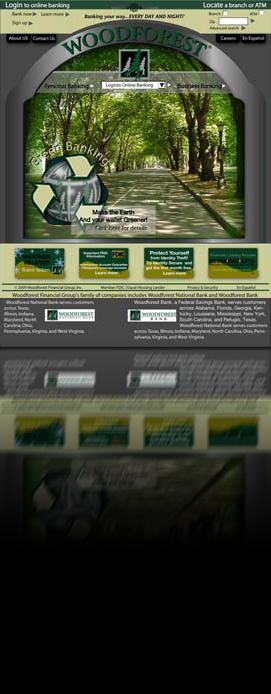 Login to online banking
Locate a branch or ATM
Bank now
Learn more
Sign up
Banking your way...EVERY DAY AND NIGHT!
Branch
ATM
Zip
Advanced search
About US
Contact Us
Careers
En Español
WOODFOREST
Personal Banking
Login to Online Banking
Business Banking
Green Banking
Make the Earth
And your wallet Greener!
Click here for details
Important FDIC
Information
FDIC
Learn more
Protect Yourself
from Identity Theft!
Try Identity Secure and
get the first month free
Learn more
© 2009 Woodforest Financial Group, Inc.
Member FDIC | Equal Housing Lender
Privacy & Security
En Español
Woodforest Financial Group's family of companies includes Woodforest National Bank and Woodforest Bank
Woodforest National Bank serves customers
across Texas,
Illinois, Indiana,
Maryland, North
Carolina, Ohio,
Pennsylvania, Virginia, and West Virginia
WOODFOREST
NATIONAL BANK
Woodforest Bank, a Federal Savings Bank, serves customers
across Alabama, Florida, Georgia, Ken-
tucky, Louisiana, Mississippi, New York,
South Carolina, and Refugio, Texas.
WOODFOREST
BANK
Woodforest National Bank serves customers
across Texas, Illinois, Indiana, Maryland, North Carolina, Ohio, Penn-
sylvania, Virginia, and West Virginia